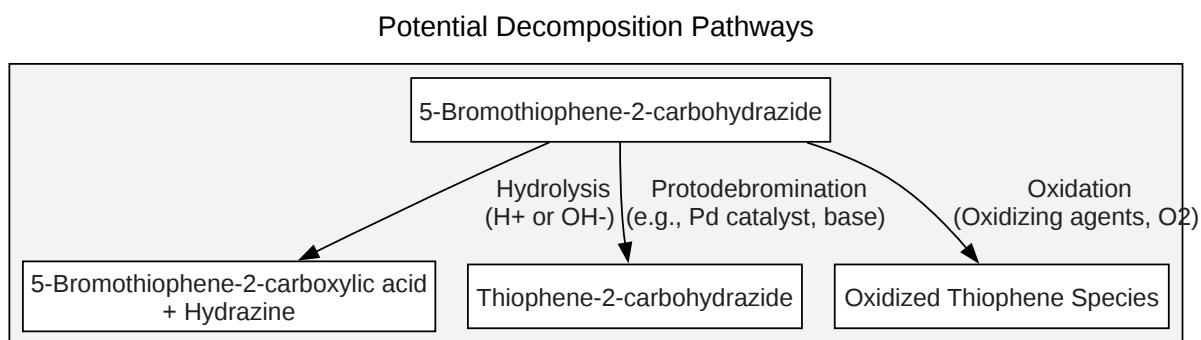 Potential Decomposition Pathways
5-Bromothiophene-2-carbohydrazide
Hydrolysis
(H+ or OH-)
Protodebromination
(e.g., Pd catalyst, base)
Oxidation
(Oxidizing agents, O2)
5-Bromothiophene-2-carboxylic acid
+ Hydrazine
Thiophene-2-carbohydrazide
Oxidized Thiophene Species